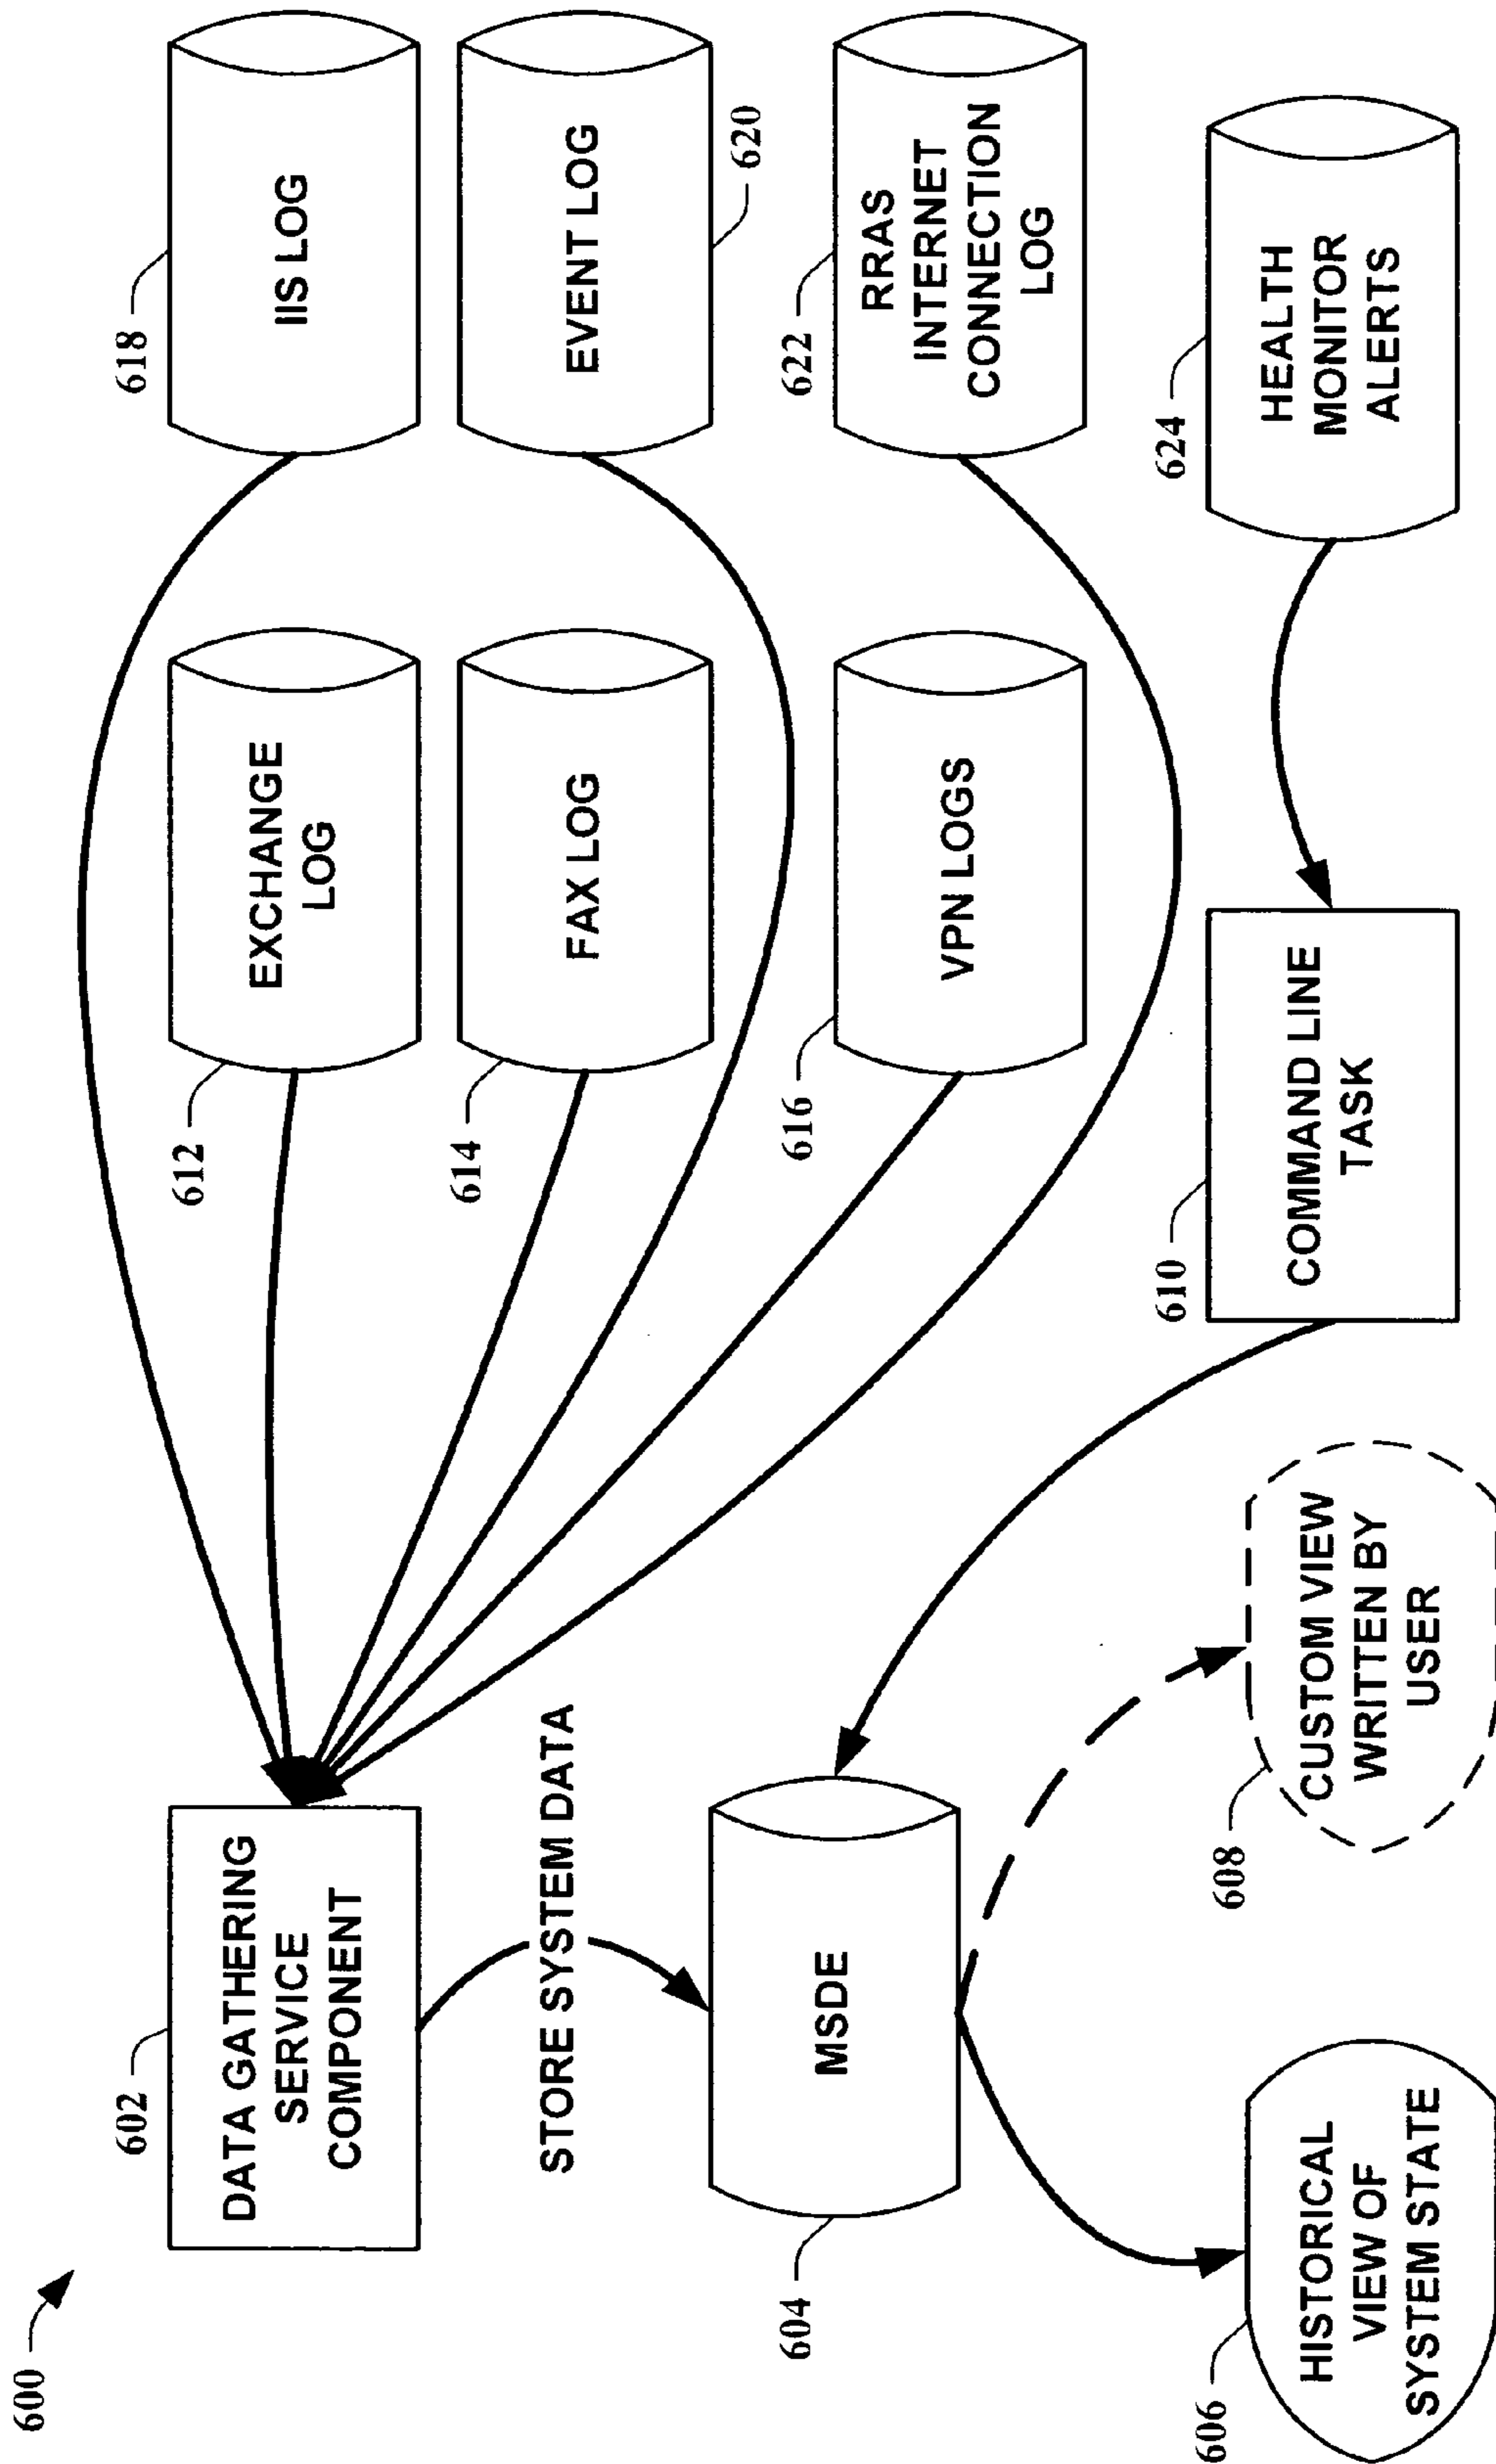 600
602
DATA GATHERING
SERVICE
COMPONENT
STORE SYSTEM DATA
604
MSDE
606
HISTORICAL
VIEW OF
SYSTEM STATE
608
CUSTOM VIEW
WRITTEN BY
USER
610
COMMAND LINE
TASK
612
EXCHANGE
LOG
614
FAX LOG
616
VPN LOGS
618
IIS LOG
620
EVENT LOG
622
RRAS
INTERNET
CONNECTION
LOG
624
HEALTH
MONITOR
ALERTS